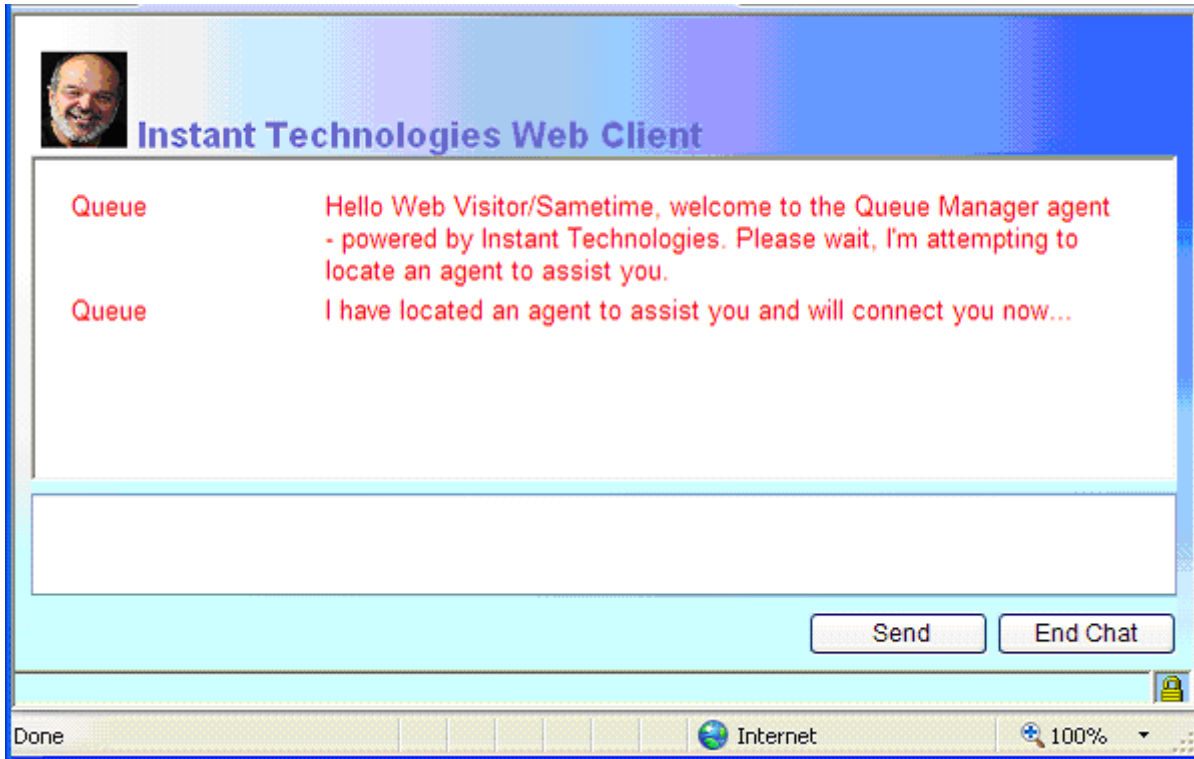 Instant Technologies Web Client
Queue Hello Web Visitor/Sametime, welcome to the Queue Manager agent
- powered by Instant Technologies. Please wait, I'm attempting to
locate an agent to assist you.
Queue I have located an agent to assist you and will connect you now...
Send End Chat
Done Internet 100%